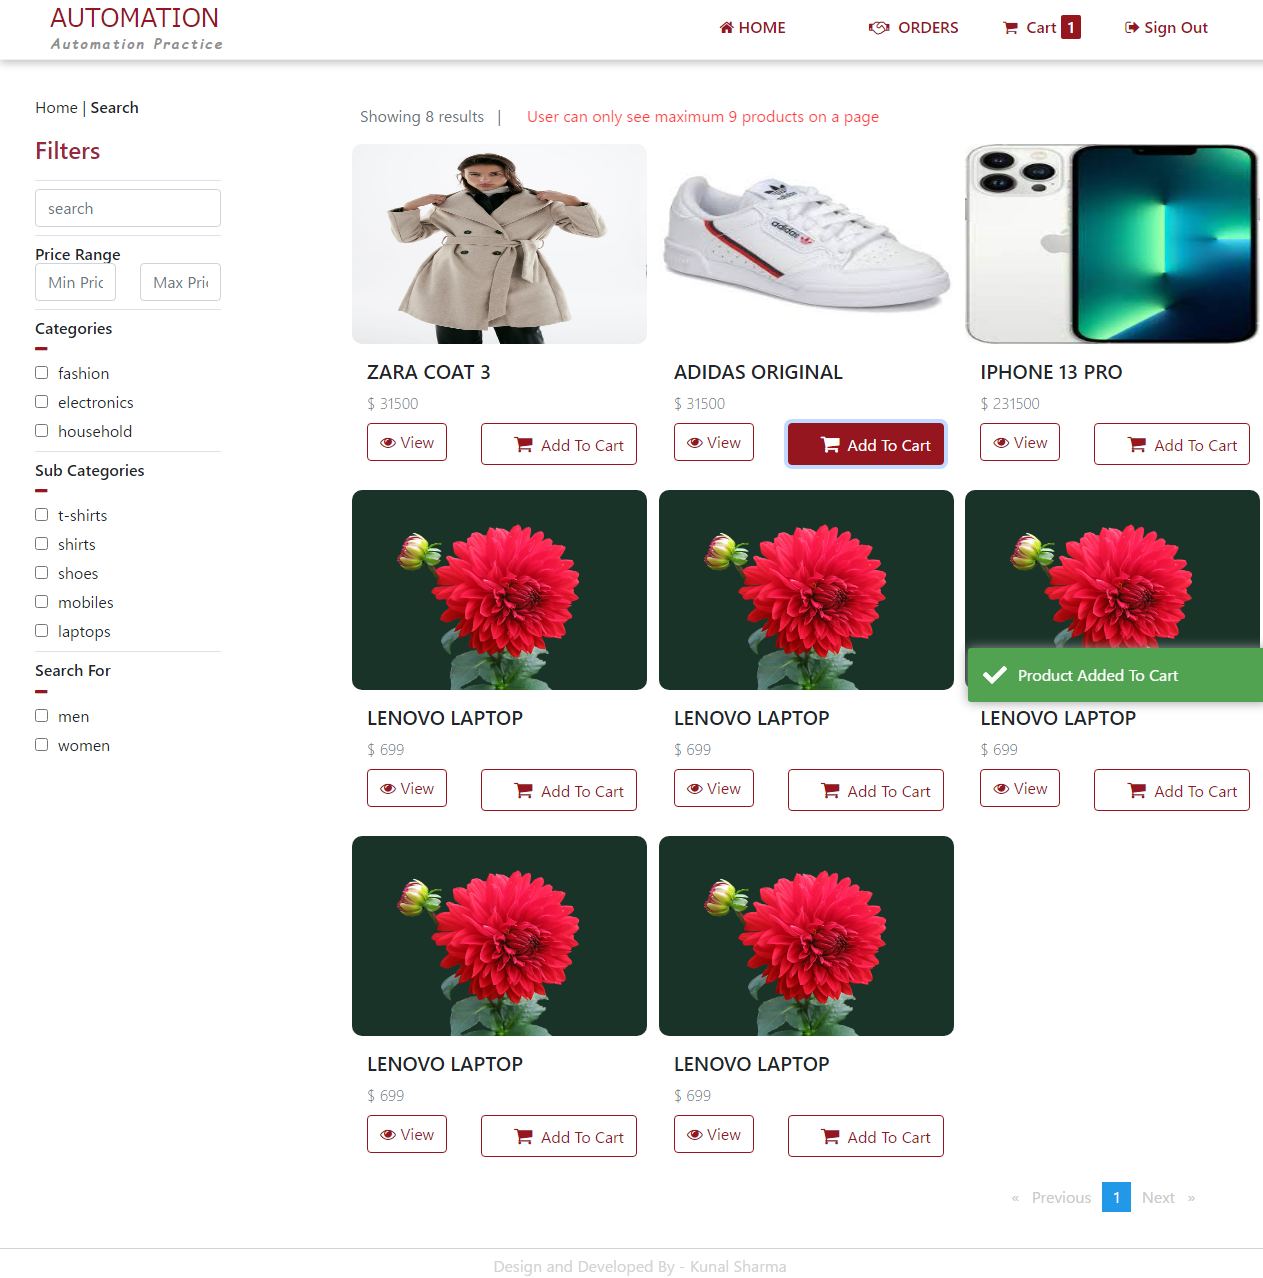 AUTOMATION
Automation Practice
HOME
ORDERS
Cart 1
Sign Out
Home | Search
Filters
search
Price Range
Min Pric
Max Pric
Categories
fashion
electronics
household
Sub Categories
t-shirts
shirts
shoes
mobiles
laptops
Search For
men
women
Showing 8 results |
User can only see maximum 9 products on a page
adidas
adidas
ZARA COAT 3
$ 31500
View
Add To Cart
ADIDAS ORIGINAL
$ 31500
View
Add To Cart
IPHONE 13 PRO
$ 231500
View
Add To Cart
Product Added To Cart
LENOVO LAPTOP
$ 699
View
Add To Cart
LENOVO LAPTOP
$ 699
View
Add To Cart
LENOVO LAPTOP
$ 699
View
Add To Cart
LENOVO LAPTOP
$ 699
View
Add To Cart
LENOVO LAPTOP
$ 699
View
Add To Cart
« Previous 1 Next »
Design and Developed By - Kunal Sharma